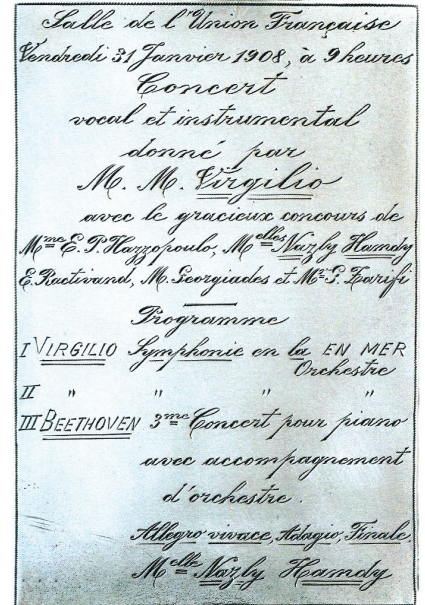 Salle de l'Union Française
Vendredi 31 Janvier 1908, à 9 heures
Concert
vocal et instrumental
donné par
M. M. Virgilio
avec le gracieux concours de
Mme E. P. Hazzopoulo, Melles Nazly Hamdy
E. Ractivand, M. Georgiades et Mr G. Zarifi
Programme
I VIRGILIO Symphonie en la EN MER
Orchestre
II " " " "
III BEETHOVEN 3me Concert pour piano
avec accompagnement
d'orchestre.
Allegro vivace, Adagio, Finale.
Melle Nazly Hamdy